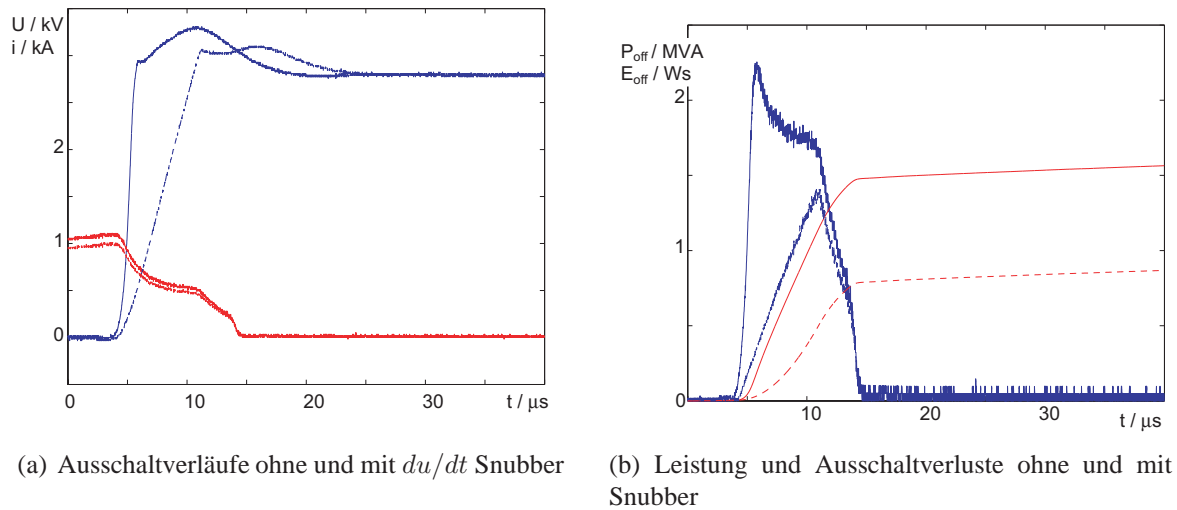 U / kV
i / kA
2
1
0
0
10
20
30
t / µs
P_off / MVA
E_off / Ws
2
1
0
0
10
20
30
t / µs
(a) Ausschaltverläufe ohne und mit du/dt Snubber
(b) Leistung und Ausschaltverluste ohne und mit
Snubber